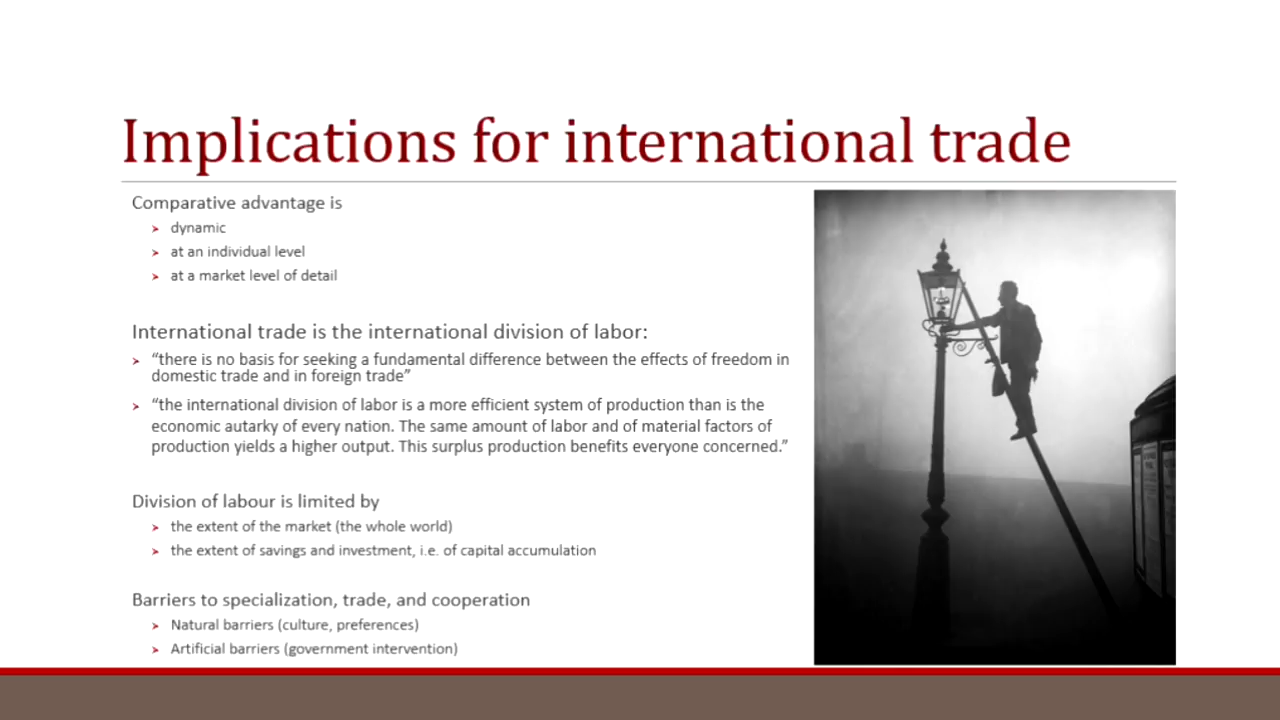 Implications for international trade
Comparative advantage is
➢ dynamic
➢ at an individual level
➢ at a market level of detail
International trade is the international division of labor:
➢ “there is no basis for seeking a fundamental difference between the effects of freedom in
domestic trade and in foreign trade”
➢ “the international division of labor is a more efficient system of production than is the
economic autarky of every nation. The same amount of labor and of material factors of
production yields a higher output. This surplus production benefits everyone concerned.”
Division of labour is limited by
➢ the extent of the market (the whole world)
➢ the extent of savings and investment, i.e. of capital accumulation
Barriers to specialization, trade, and cooperation
➢ Natural barriers (culture, preferences)
➢ Artificial barriers (government intervention)